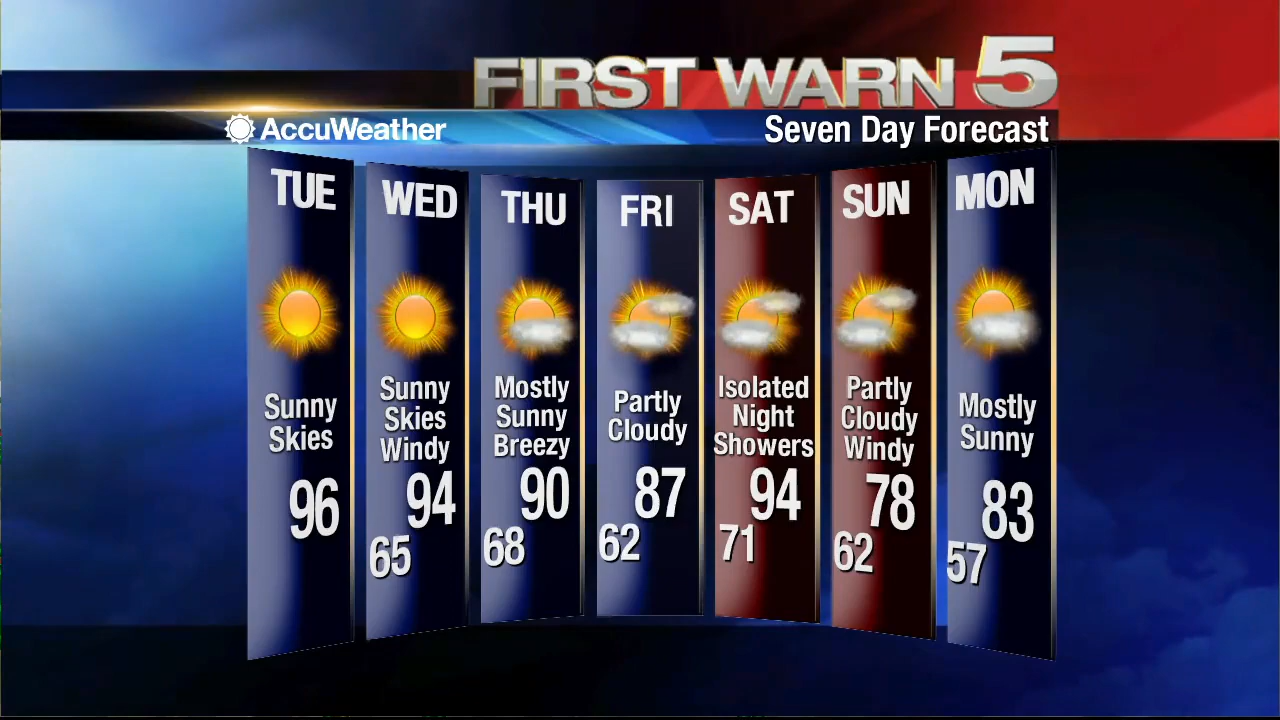 FIRST WARN 5
AccuWeather
Seven Day Forecast
TUE
Sunny
Skies
96
WED
Sunny
Skies
Windy
94
65
THU
Mostly
Sunny
Breezy
90
68
FRI
Partly
Cloudy
87
62
SAT
Isolated
Night
Showers
94
71
SUN
Partly
Cloudy
Windy
78
62
MON
Mostly
Sunny
83
57